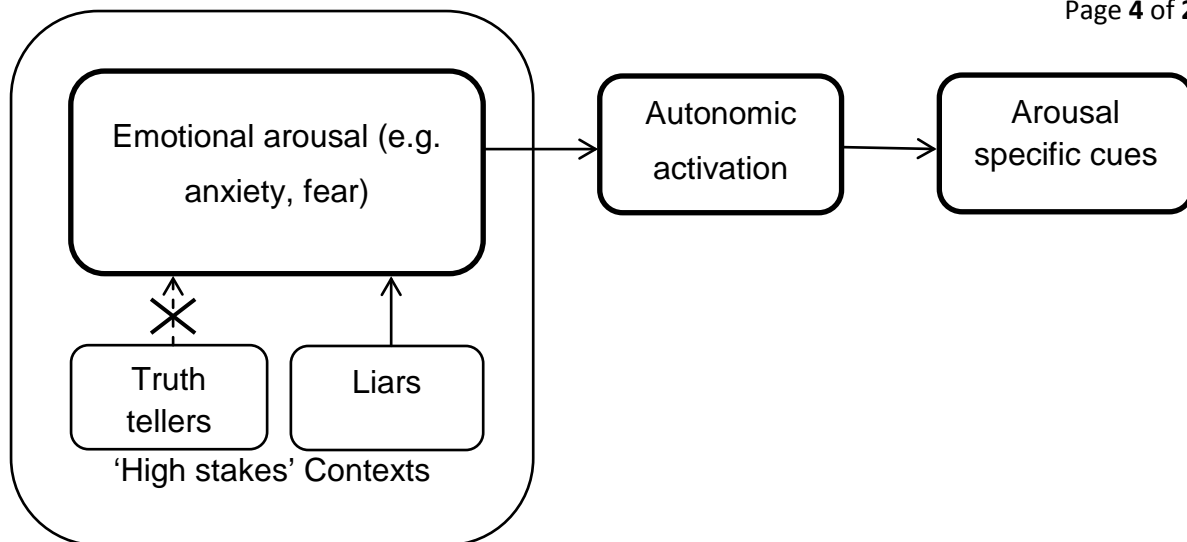 Page 4 of 2
Emotional arousal (e.g.
anxiety, fear)
Autonomic
activation
Arousal
specific cues
Truth
tellers
Liars
‘High stakes’ Contexts